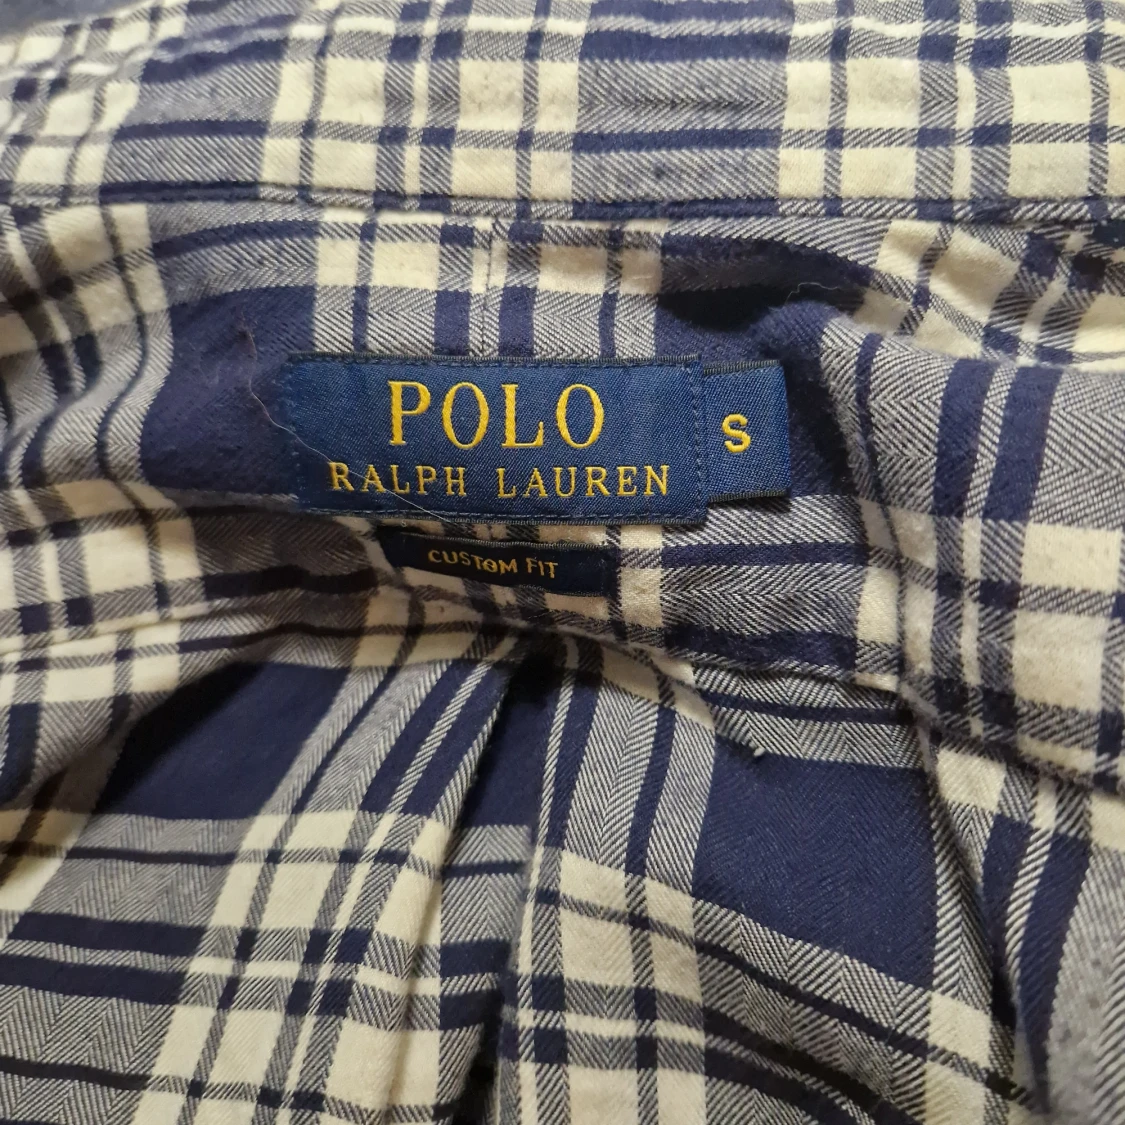 POLO
RALPH LAUREN
S
CUSTOM FIT